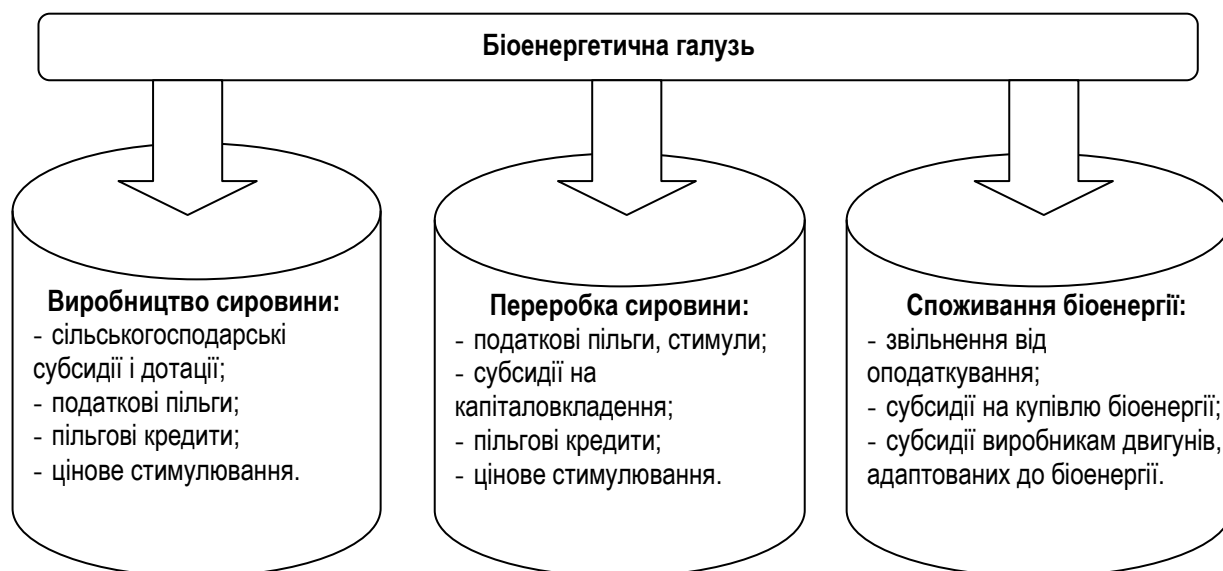 Біоенергетична галузь
Виробництво сировини:
- сільськогосподарські
субсидії і дотації;
- податкові пільги;
- пільгові кредити;
- цінове стимулювання.
Переробка сировини:
- податкові пільги, стимули;
- субсидії на
капіталовкладення;
- пільгові кредити;
- цінове стимулювання.
Споживання біоенергії:
- звільнення від
оподаткування;
- субсидії на купівлю біоенергії;
- субсидії виробникам двигунів,
адаптованих до біоенергії.